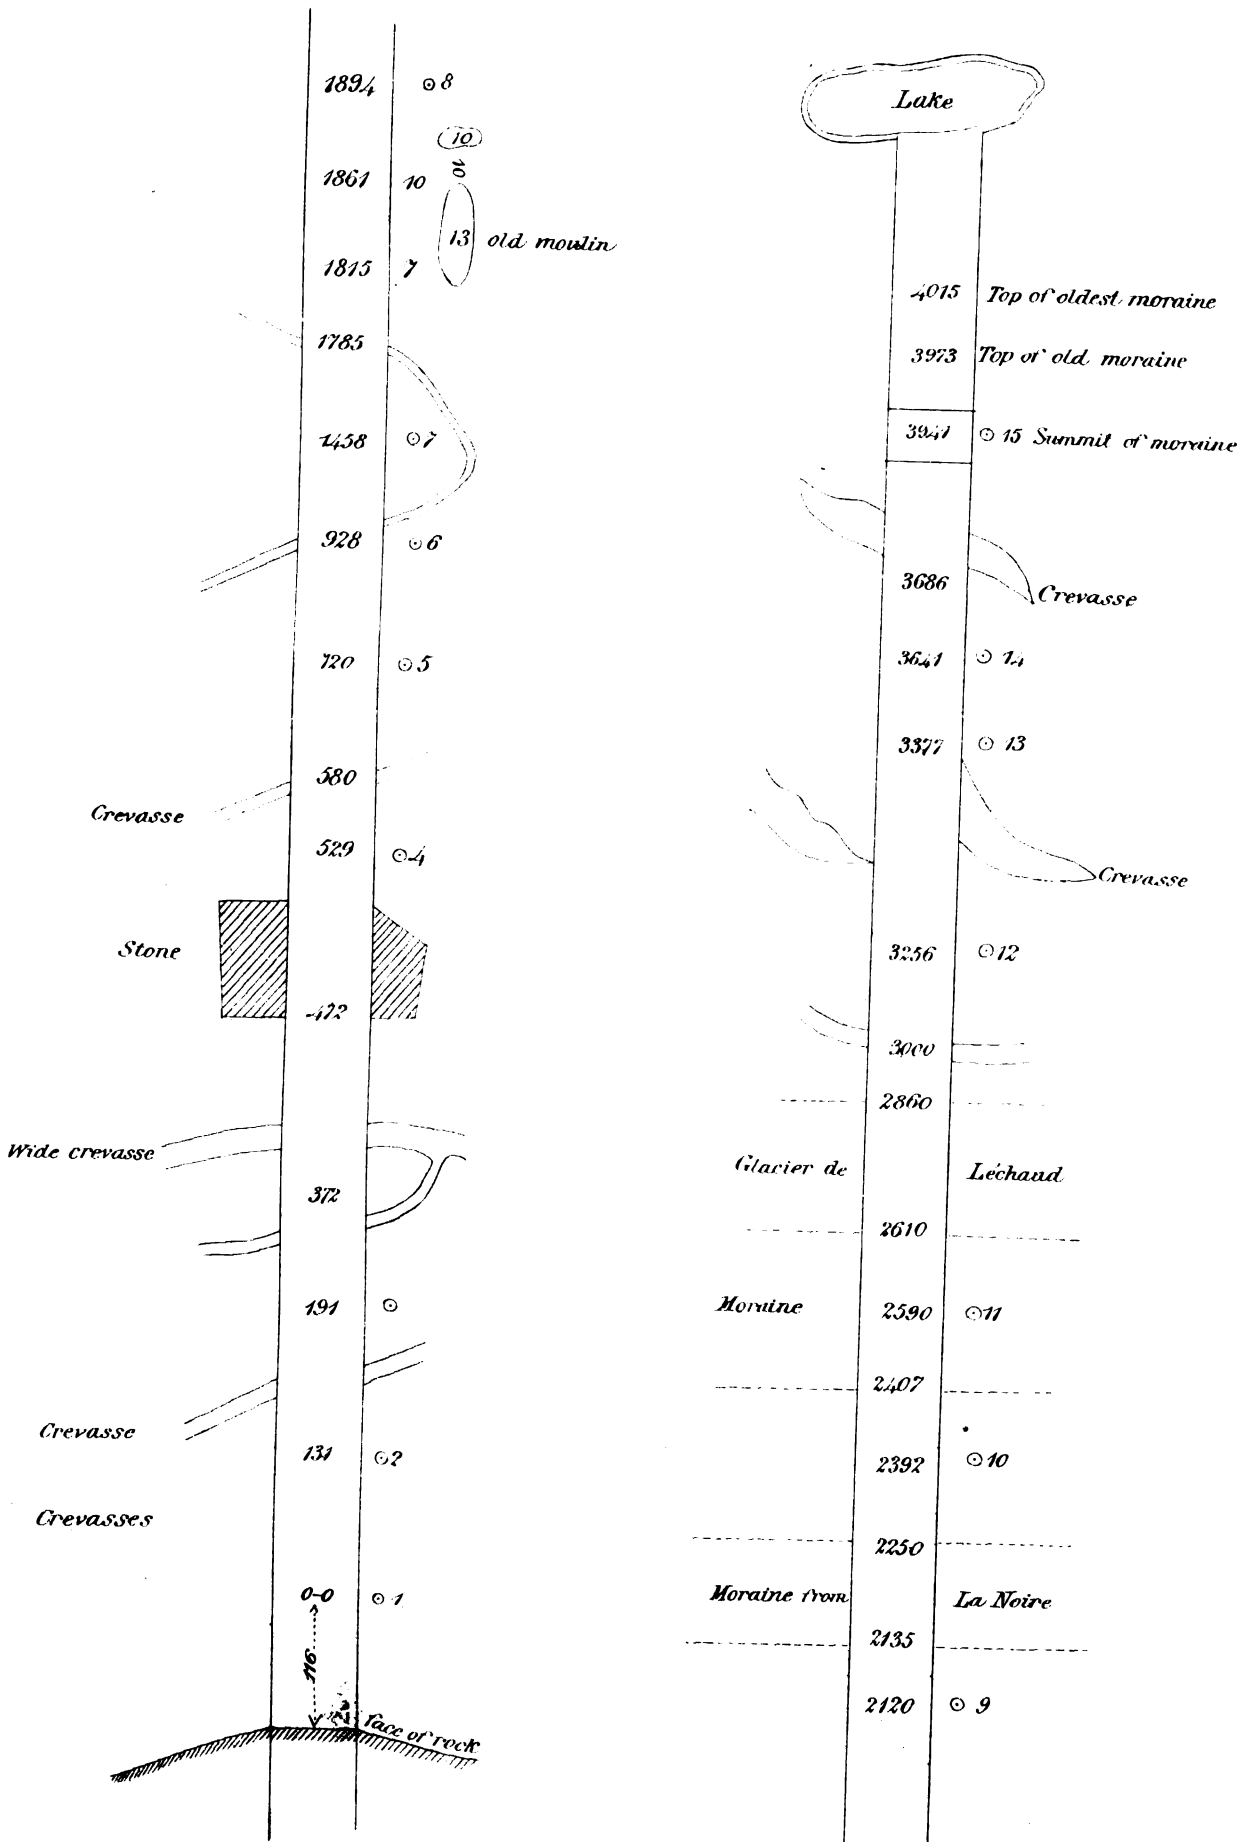 1894 ⊙ 8
10
10
1861 10
13 old moulin
1815 7
1785
1458 ⊙ 7
928 ⊙ 6
720 ⊙ 5
580
Crevasse
529 ⊙ 4
Stone
472
Wide crevasse
372
191 ⊙
Crevasse
131 ⊙ 2
Crevasses
0-0 ⊙ 1
116
face of rock
Lake
4015 Top of oldest moraine
3973 Top of old moraine
3941 ⊙ 15 Summit of moraine
3686
Crevasse
3641 ⊙ 14
3377 ⊙ 13
Crevasse
3256 ⊙ 12
3000
2860
Glacier de Léchaud
2610
Moraine 2590 ⊙ 11
2407
2392 ⊙ 10
2250
Moraine from La Noire
2135
2120 ⊙ 9